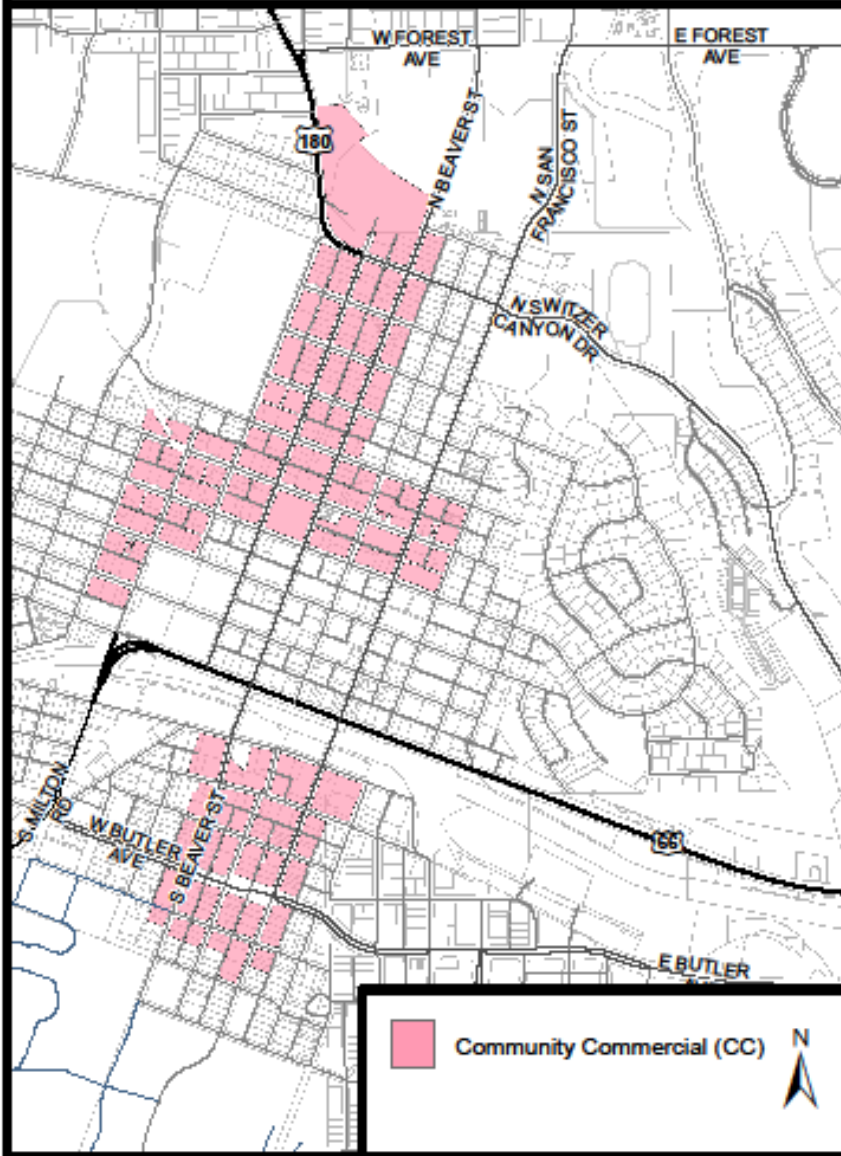 W FOREST
AVE
E FOREST
AVE
180
N BEAVER ST
N SAN
FRANCISCO ST
N SWITZER
CANYON DR
S MILTON
RD
W BUTLER
AVE
S BEAVER ST
66
E BUTLER
Community Commercial (CC)
N